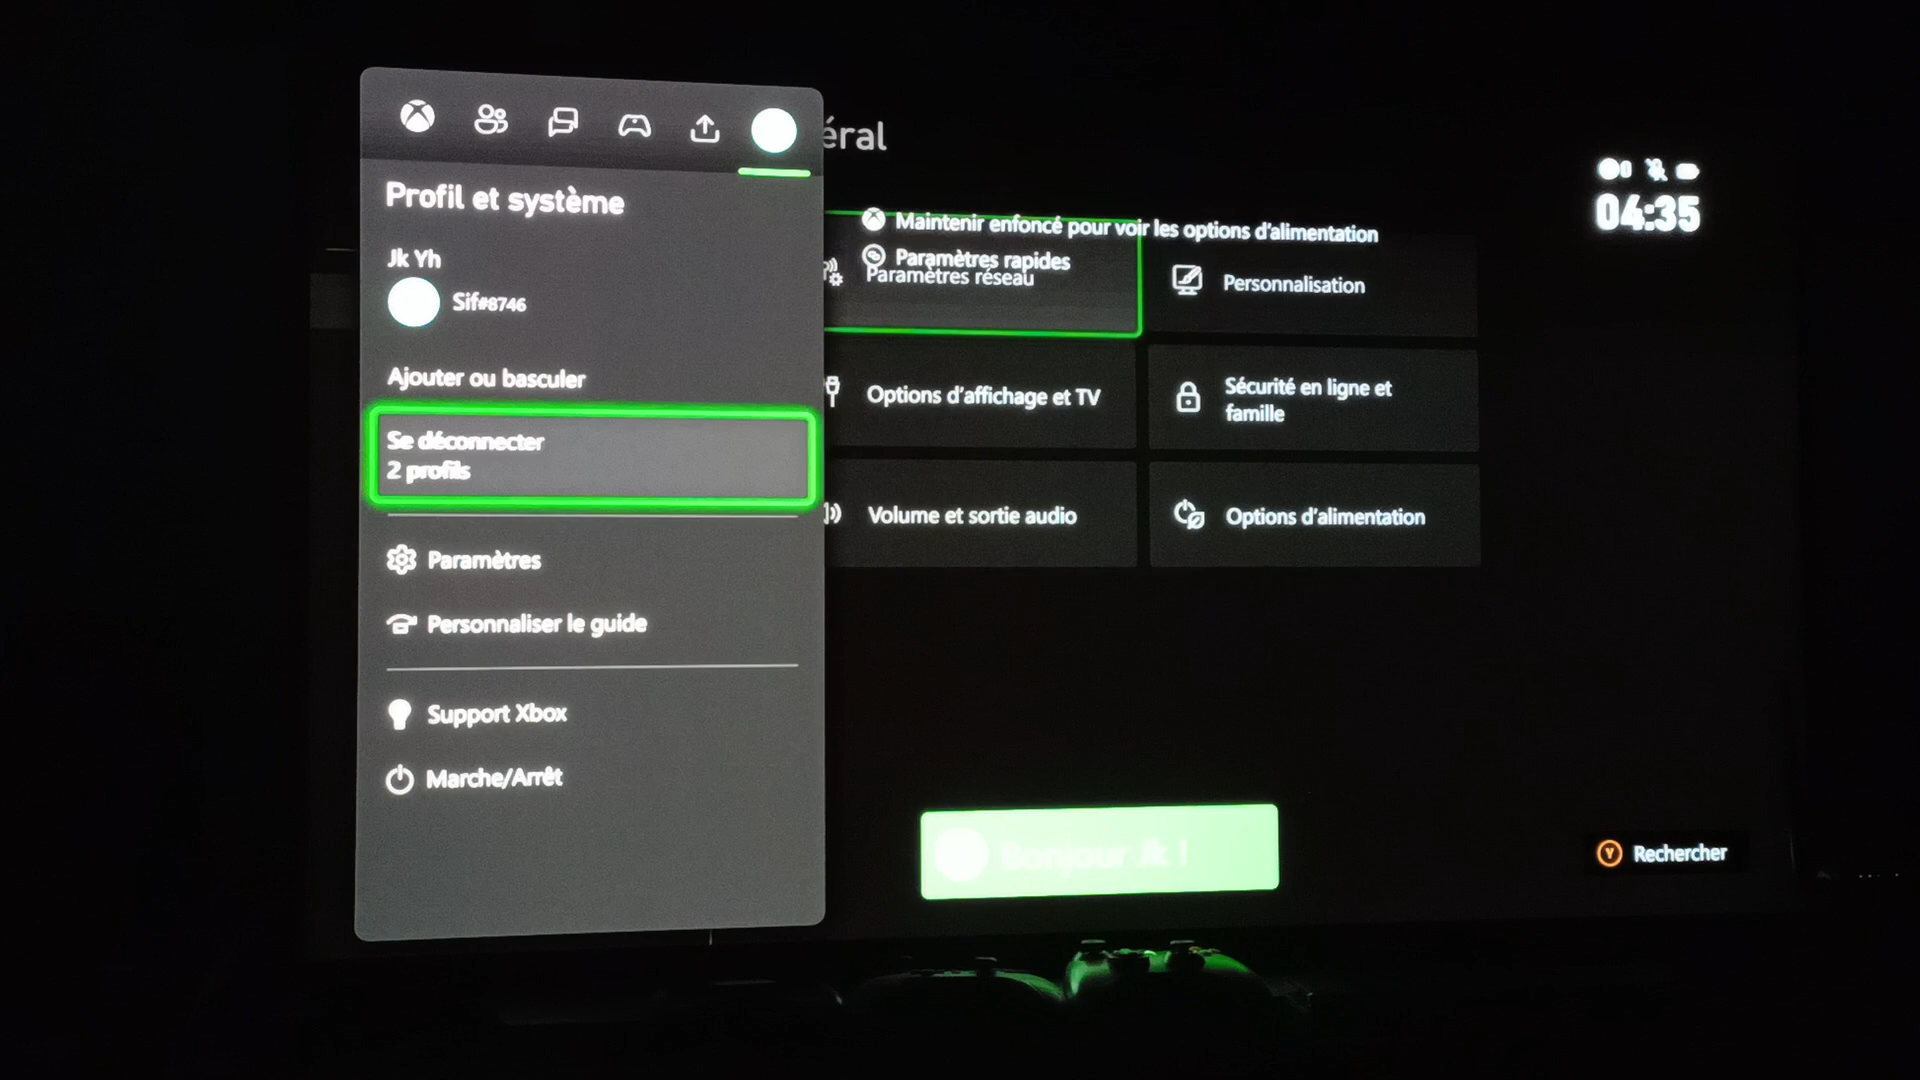 Profil et système
Jk Yh
Sif#8746
Ajouter ou basculer
Se déconnecter
2 profils
Paramètres
Personnaliser le guide
Support Xbox
Marche/Arrêt
éral
Maintenir enfoncé pour voir les options d'alimentation
Paramètres rapides
Paramètres réseau
Personnalisation
Options d'affichage et TV
Sécurité en ligne et
famille
Volume et sortie audio
Options d'alimentation
04:35
Bonjour Jk !
Y Rechercher